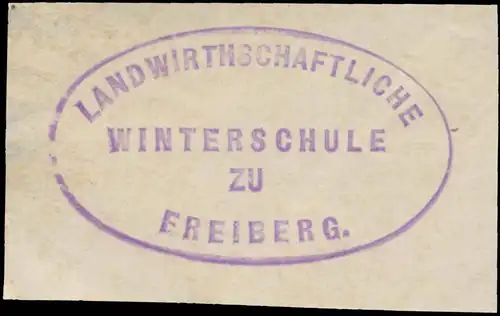 LANDWIRTHSCHAFTLICHE
WINTERSCHULE
ZU
FREIBERG.